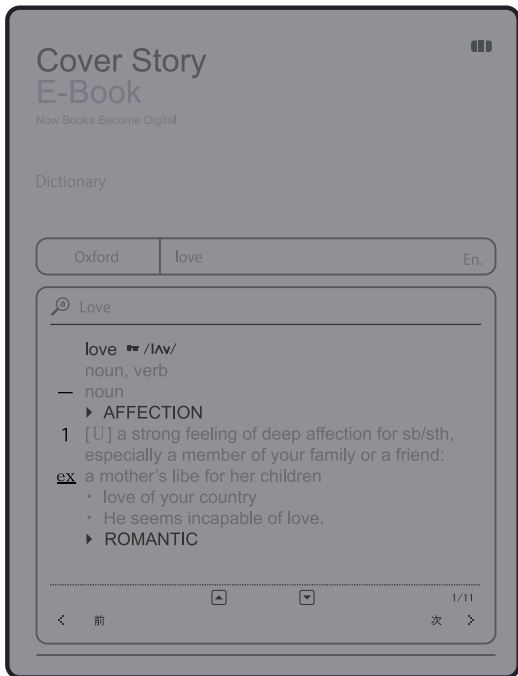 Cover Story
E-Book
Now Books Become Digital
Dictionary
Oxford love En.
Love
love /lʌv/
noun, verb
— noun
▸ AFFECTION
1 [U] a strong feeling of deep affection for sb/sth,
especially a member of your family or a friend:
ex a mother's libe for her children
· love of your country
· He seems incapable of love.
▸ ROMANTIC
1/11
< 前 次 >